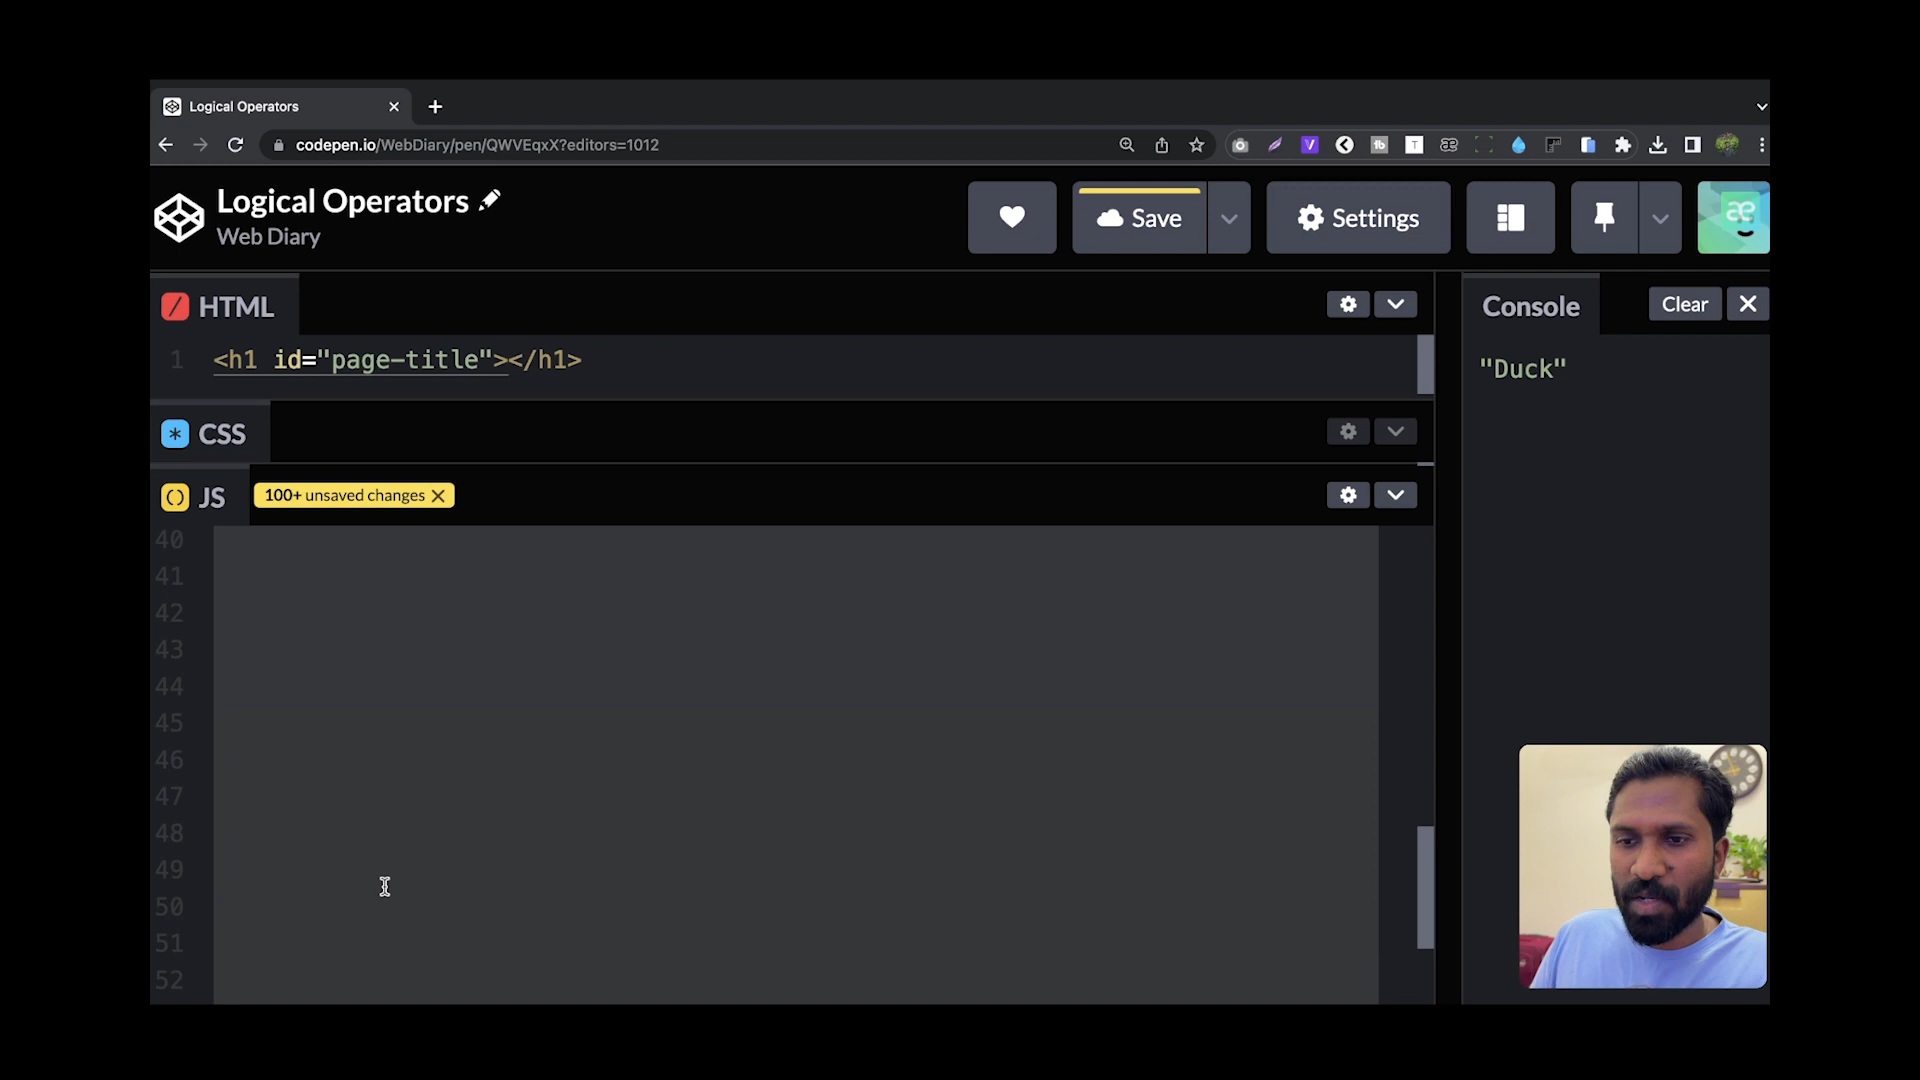 Logical Operators
codepen.io/WebDiary/pen/QWVEqxX?editors=1012
Logical Operators
Web Diary
Save
Settings
HTML
Console
Clear
1 <h1 id="page-title"></h1>
"Duck"
CSS
JS
100+ unsaved changes
40
41
42
43
44
45
46
47
48
49
50
51
52